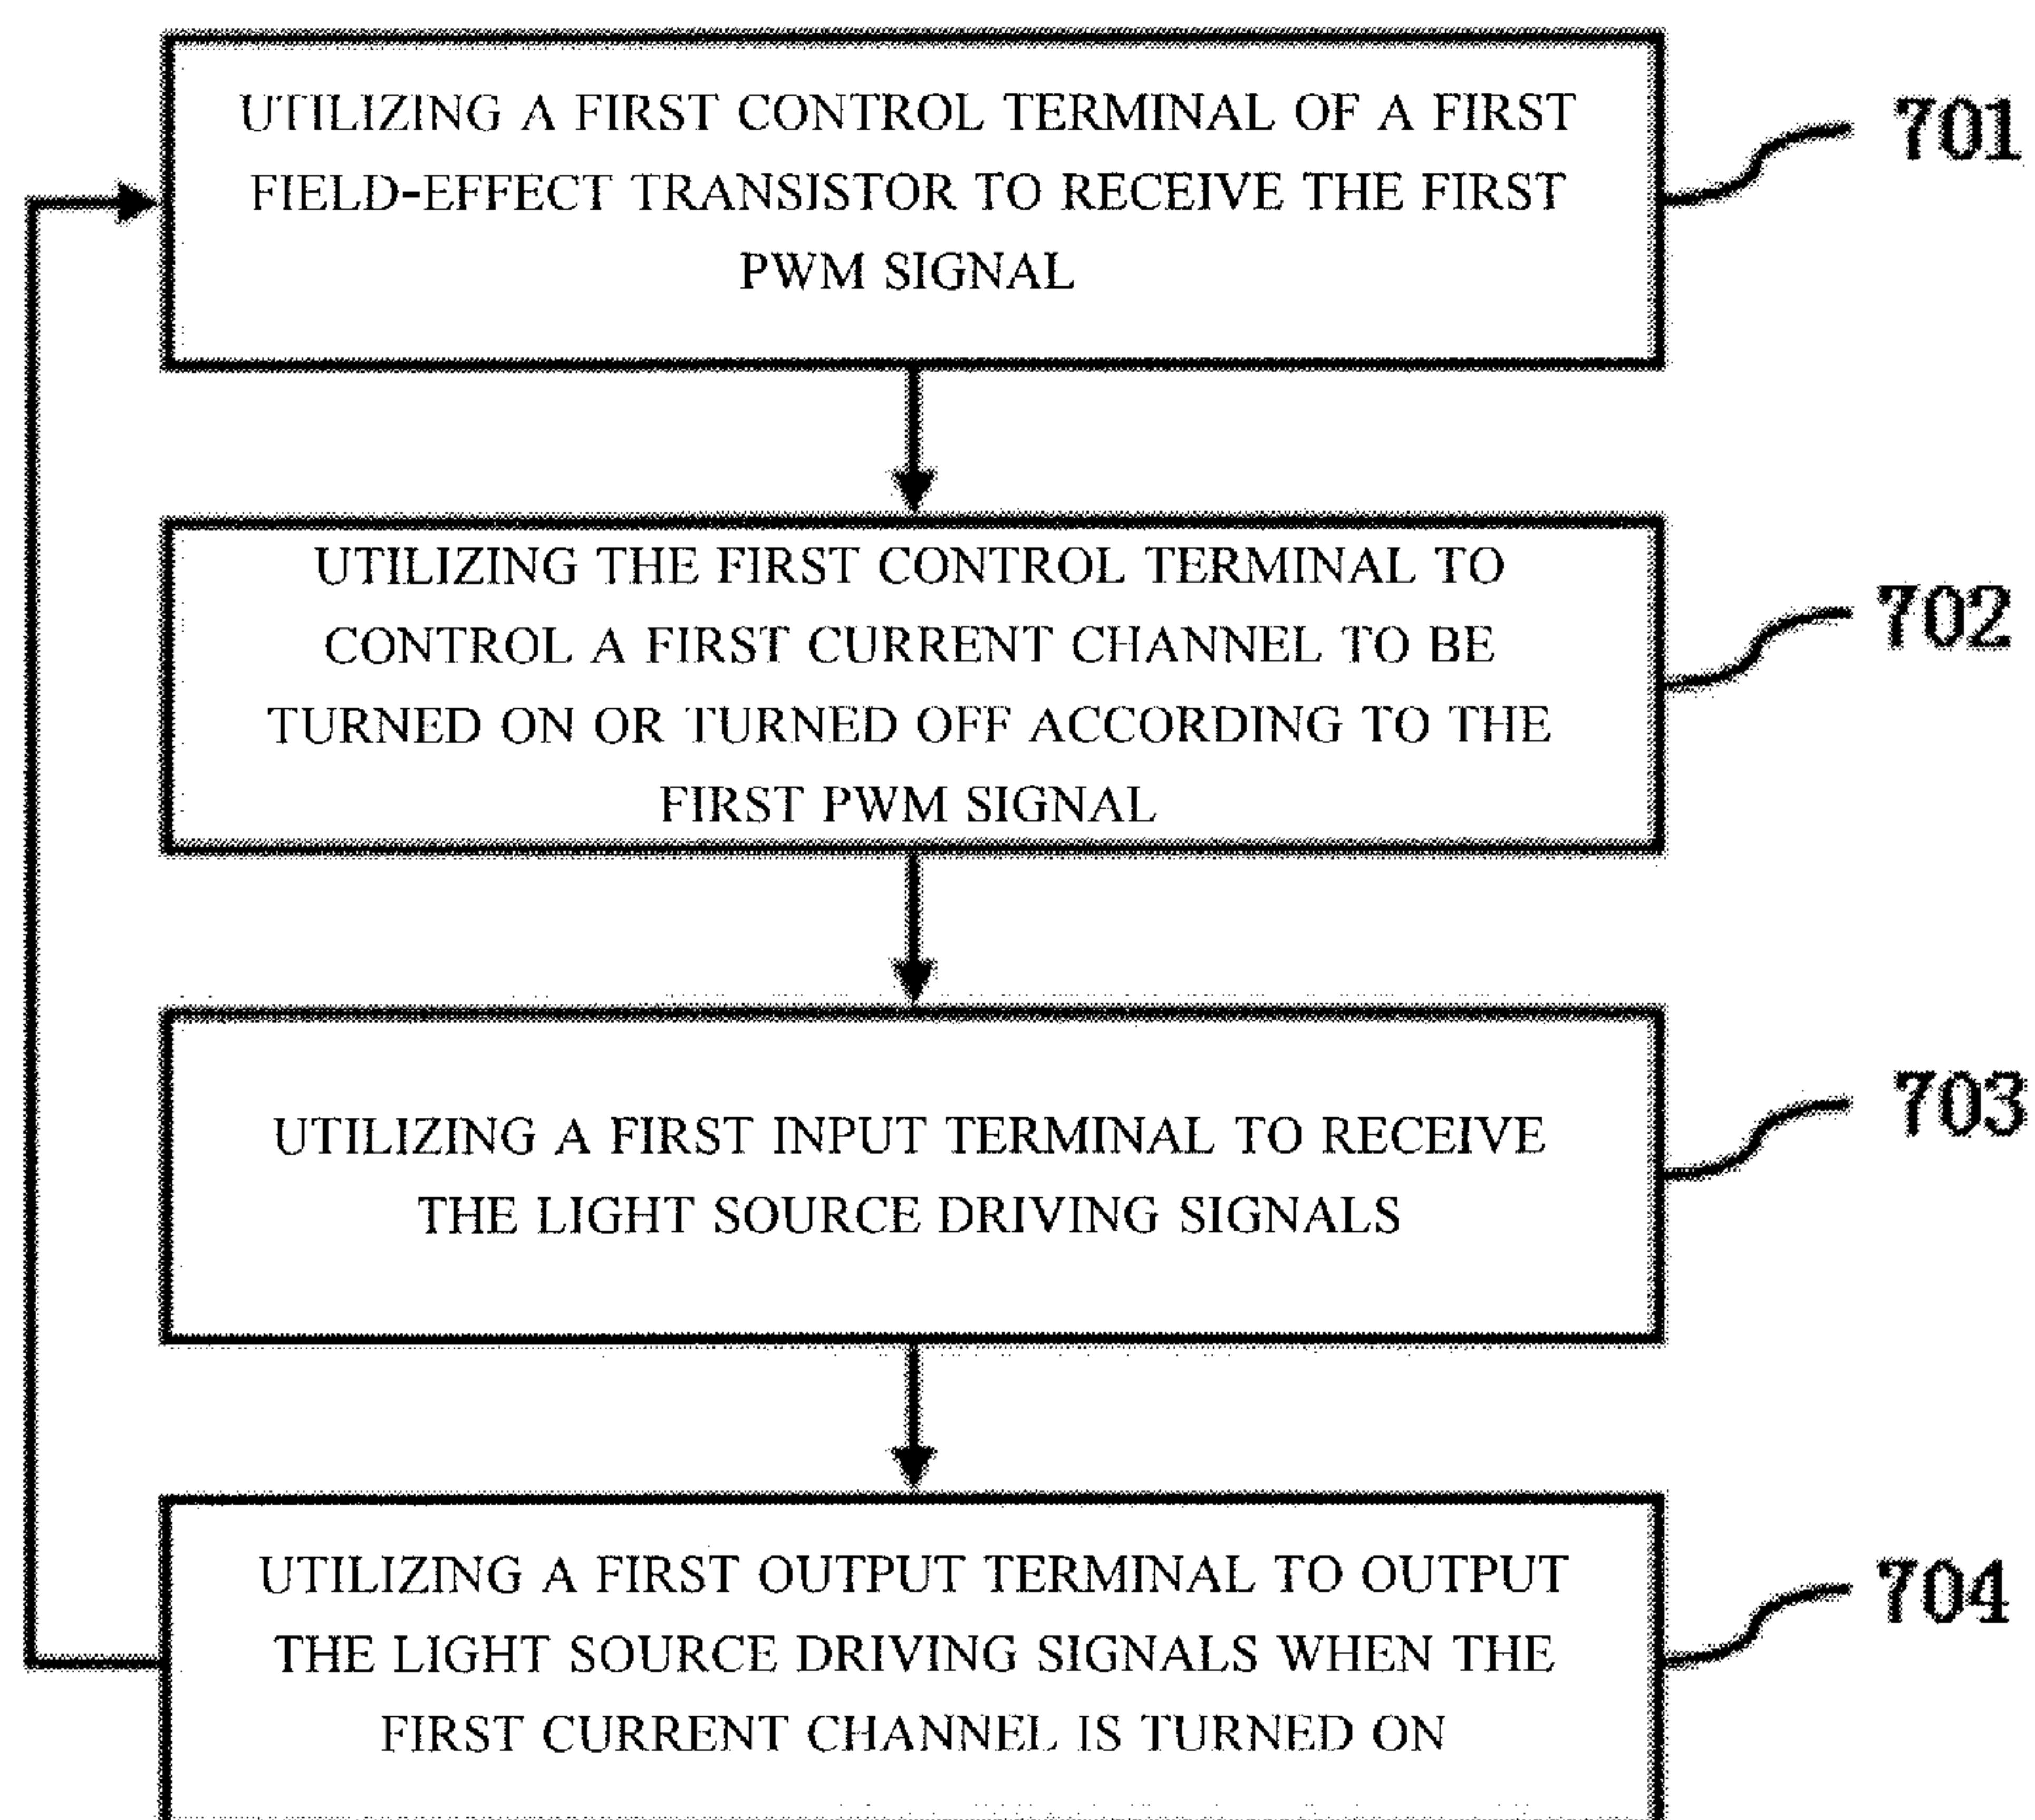 UTILIZING A FIRST CONTROL TERMINAL OF A FIRST
FIELD-EFFECT TRANSISTOR TO RECEIVE THE FIRST
PWM SIGNAL
701
UTILIZING THE FIRST CONTROL TERMINAL TO
CONTROL A FIRST CURRENT CHANNEL TO BE
TURNED ON OR TURNED OFF ACCORDING TO THE
FIRST PWM SIGNAL
702
UTILIZING A FIRST INPUT TERMINAL TO RECEIVE
THE LIGHT SOURCE DRIVING SIGNALS
703
UTILIZING A FIRST OUTPUT TERMINAL TO OUTPUT
THE LIGHT SOURCE DRIVING SIGNALS WHEN THE
FIRST CURRENT CHANNEL IS TURNED ON
704